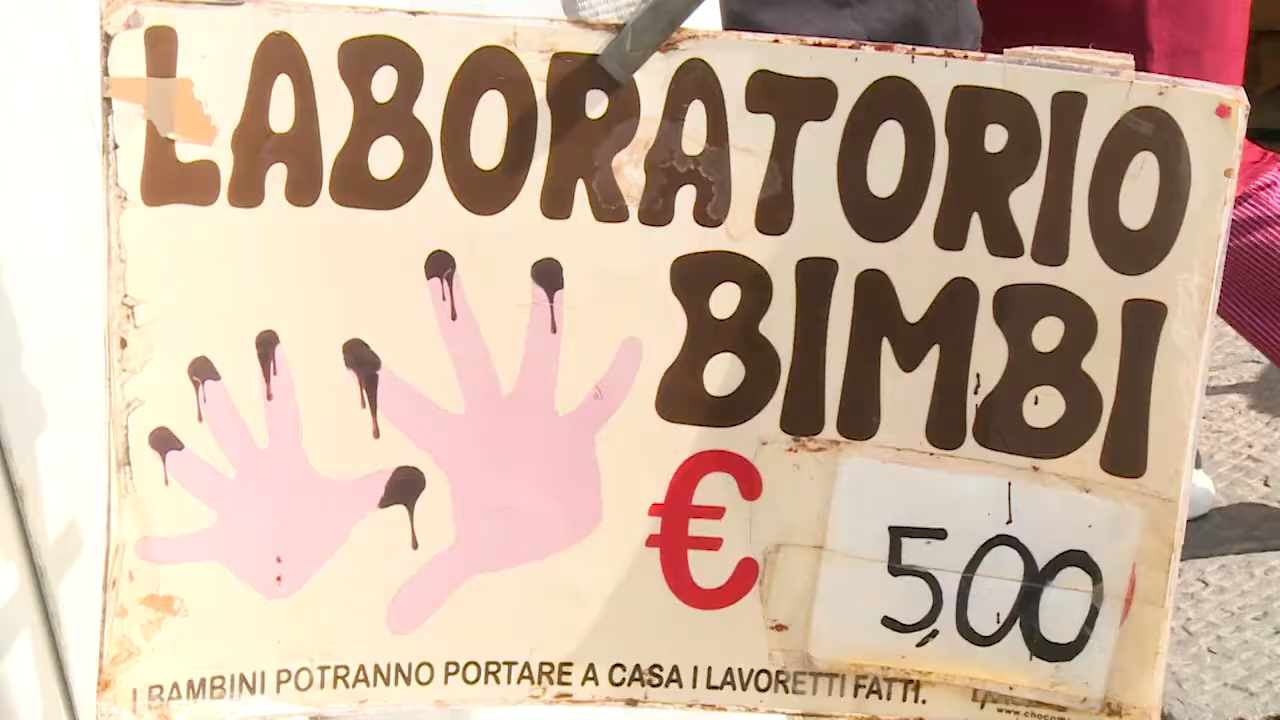 LABORATORIO
BIMBI
€ 5,00
I BAMBINI POTRANNO PORTARE A CASA I LAVORETTI FATTI.